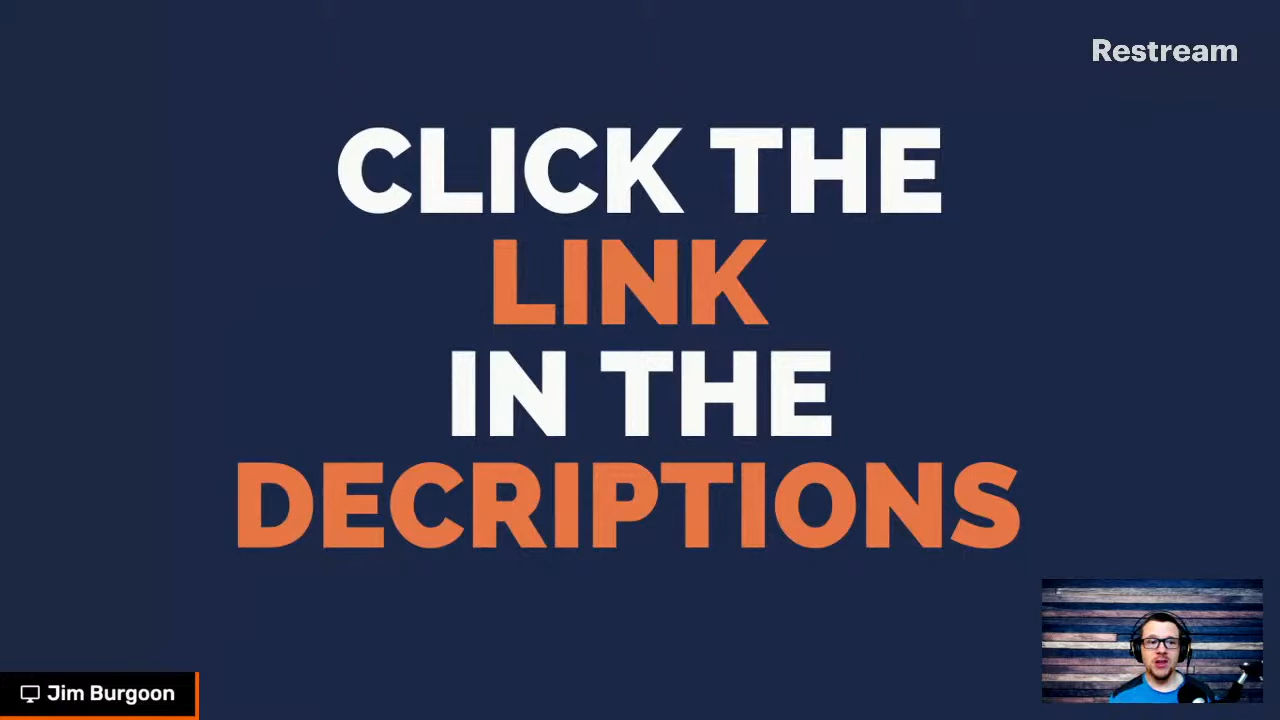 Restream
CLICK THE
LINK
IN THE
DECRIPTIONS
Jim Burgoon